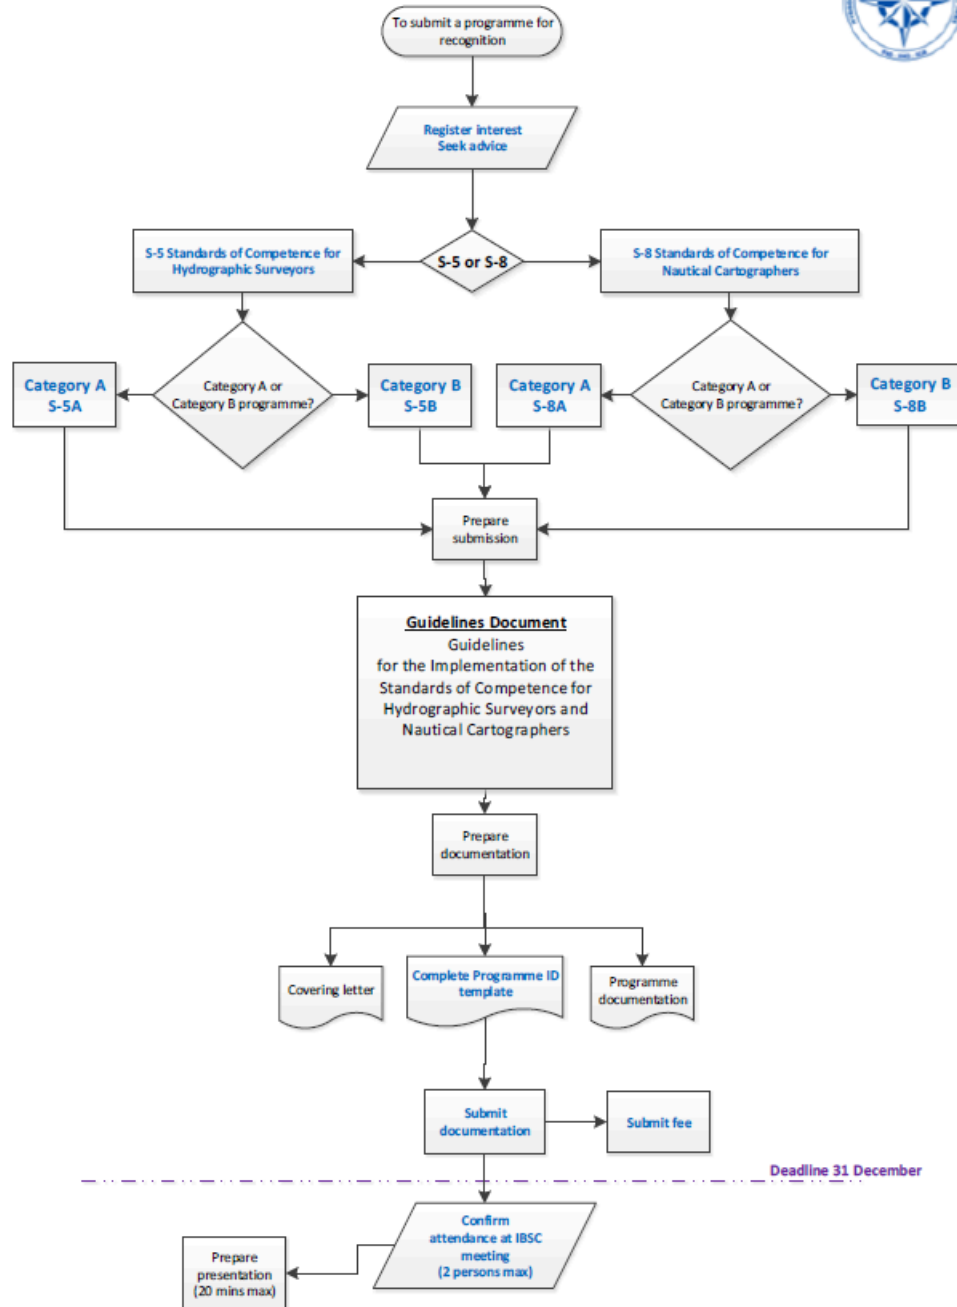 To submit a programme for
recognition
Register interest
Seek advice
S-5 Standards of Competence for
Hydrographic Surveyors
S-5 or S-8
S-8 Standards of Competence for
Nautical Cartographers
Category A
S-5A
Category A or
Category B programme?
Category B
S-5B
Category A
S-8A
Category A or
Category B programme?
Category B
S-8B
Prepare
submission
Guidelines Document
Guidelines
for the Implementation of the
Standards of Competence for
Hydrographic Surveyors and
Nautical Cartographers
Prepare
documentation
Covering letter
Complete Programme ID
template
Programme
documentation
Submit
documentation
Submit fee
Deadline 31 December
Confirm
attendance at IBSC
meeting
(2 persons max)
Prepare
presentation
(20 mins max)